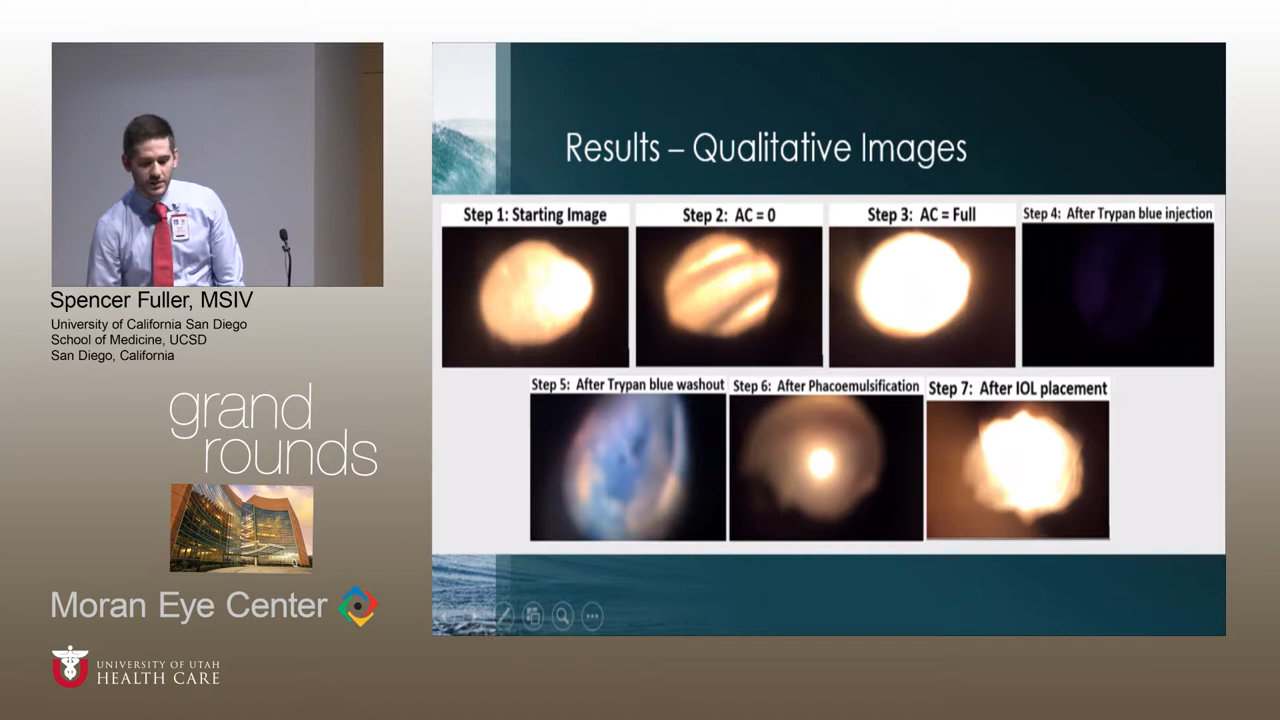 Spencer Fuller, MSIV
University of California San Diego
School of Medicine, UCSD
San Diego, California
grand
rounds
Moran Eye Center
UNIVERSITY OF UTAH
HEALTH CARE
Results – Qualitative Images
Step 1: Starting Image
Step 2: AC = 0
Step 3: AC = Full
Step 4: After Trypan blue injection
Step 5: After Trypan blue washout
Step 6: After Phacoemulsification
Step 7: After IOL placement